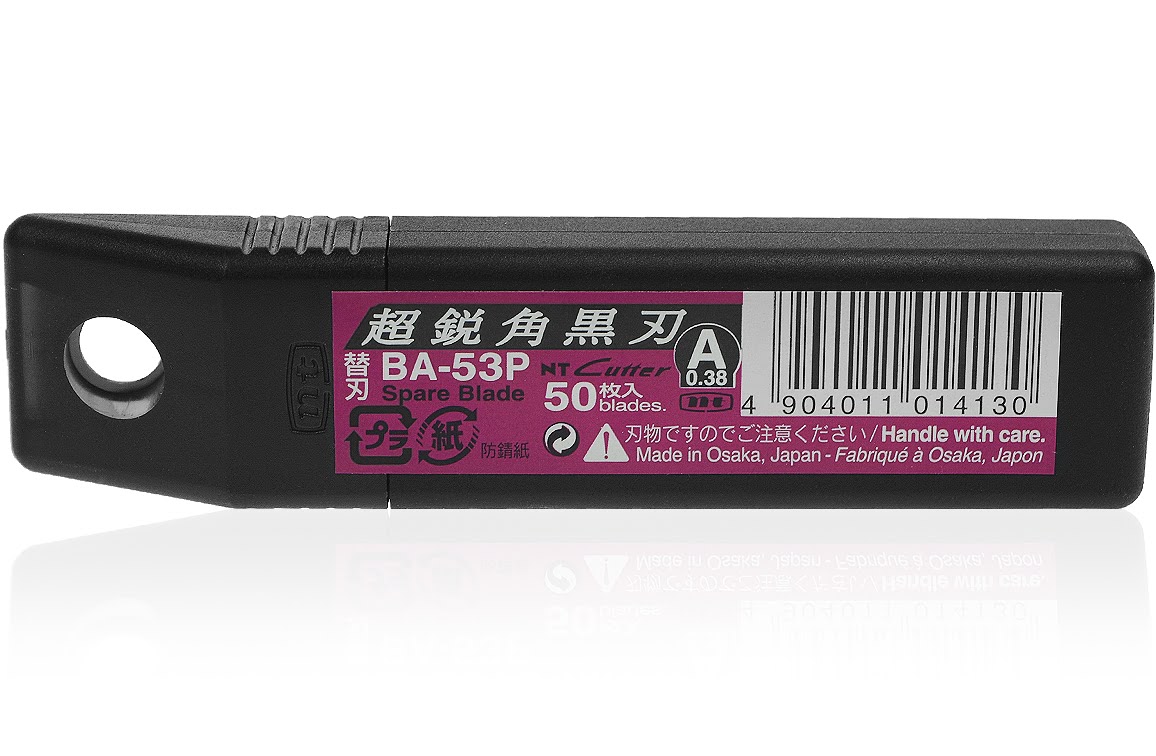 超鋭角黒刃
替刃 BA-53P NT Cutter A 0.38
Spare Blade 50枚入 blades. nt
プラ 紙 防錆紙
刃物ですのでご注意ください/Handle with care.
Made in Osaka, Japan - Fabriqué à Osaka, Japon
4 904011 014130
nt